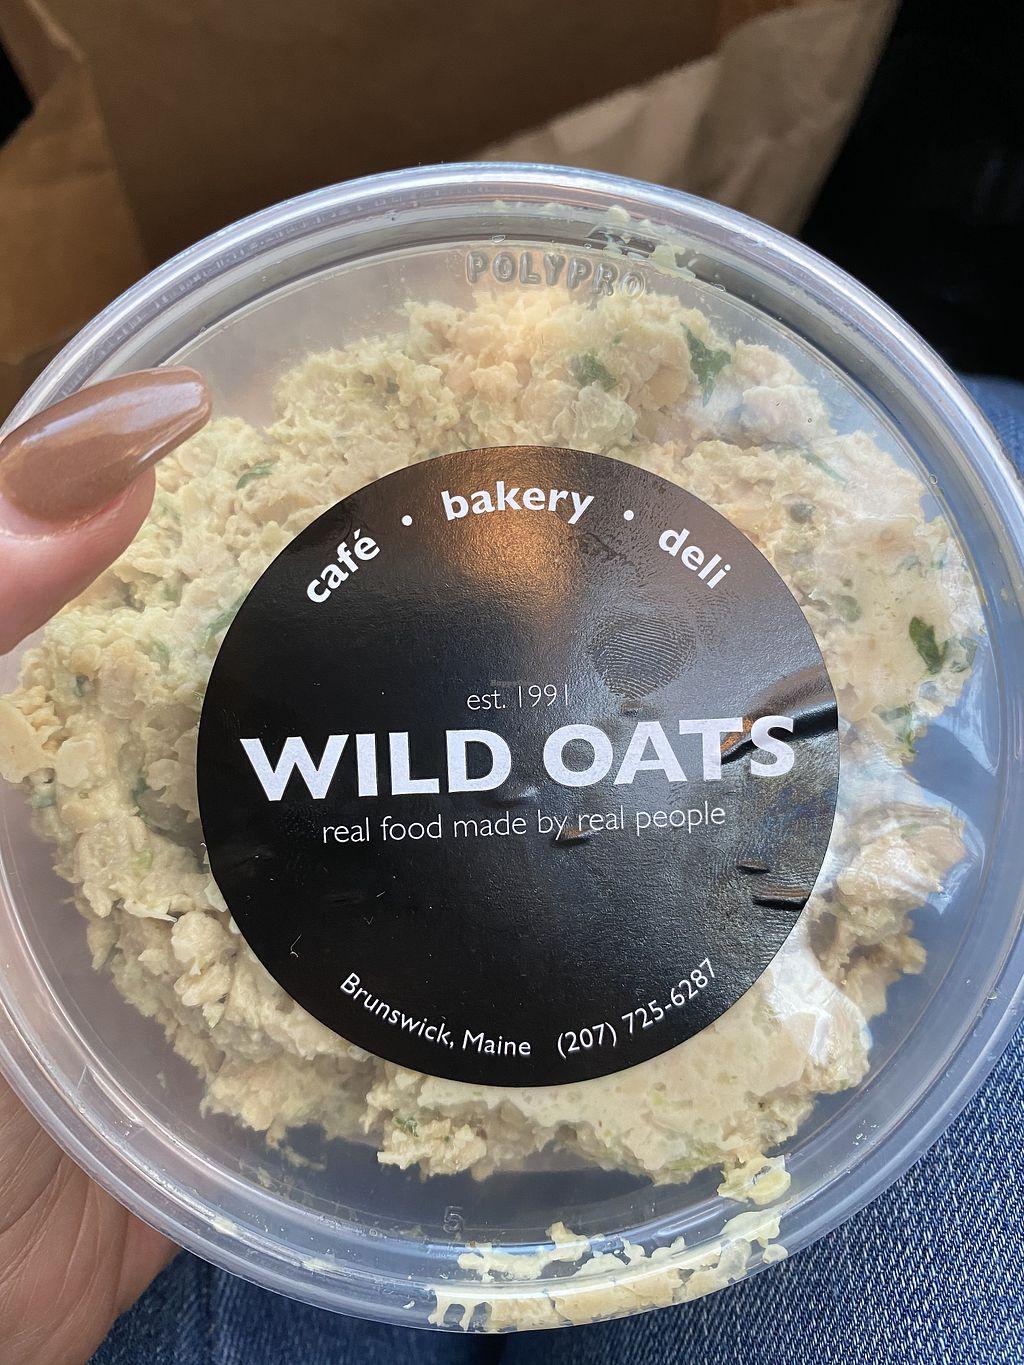 POLYPRO
café • bakery • deli
est. 1991
WILD OATS
real food made by real people
Brunswick, Maine (207) 725-6287
5